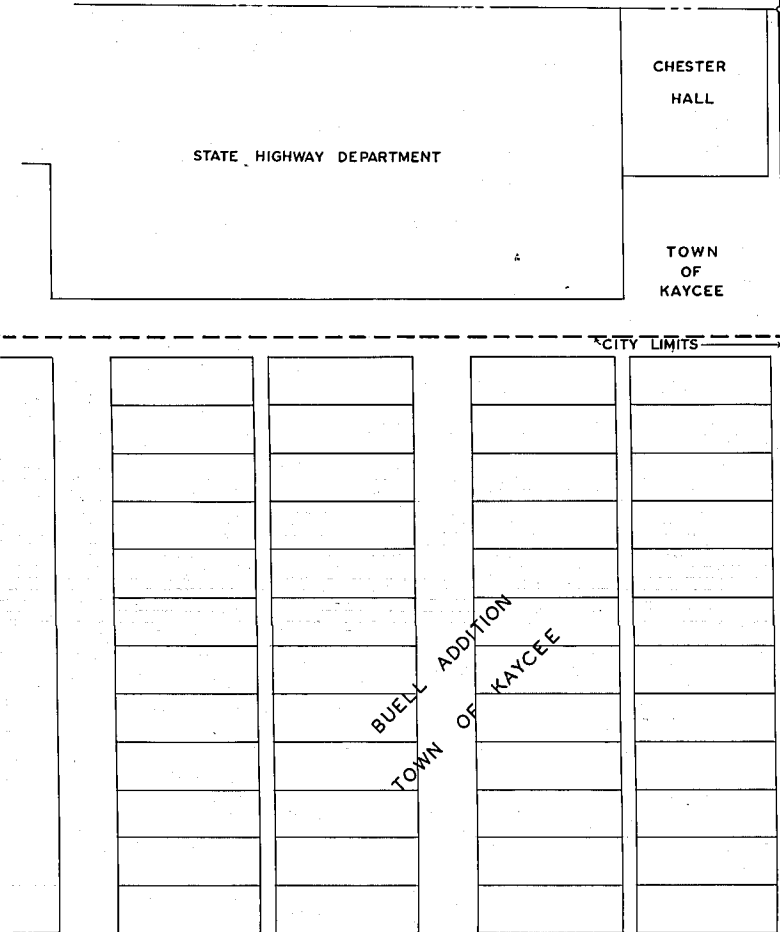 CHESTER
HALL
STATE HIGHWAY DEPARTMENT
TOWN
OF
KAYCEE
CITY LIMITS
BUELL ADDITION
TOWN OF KAYCEE